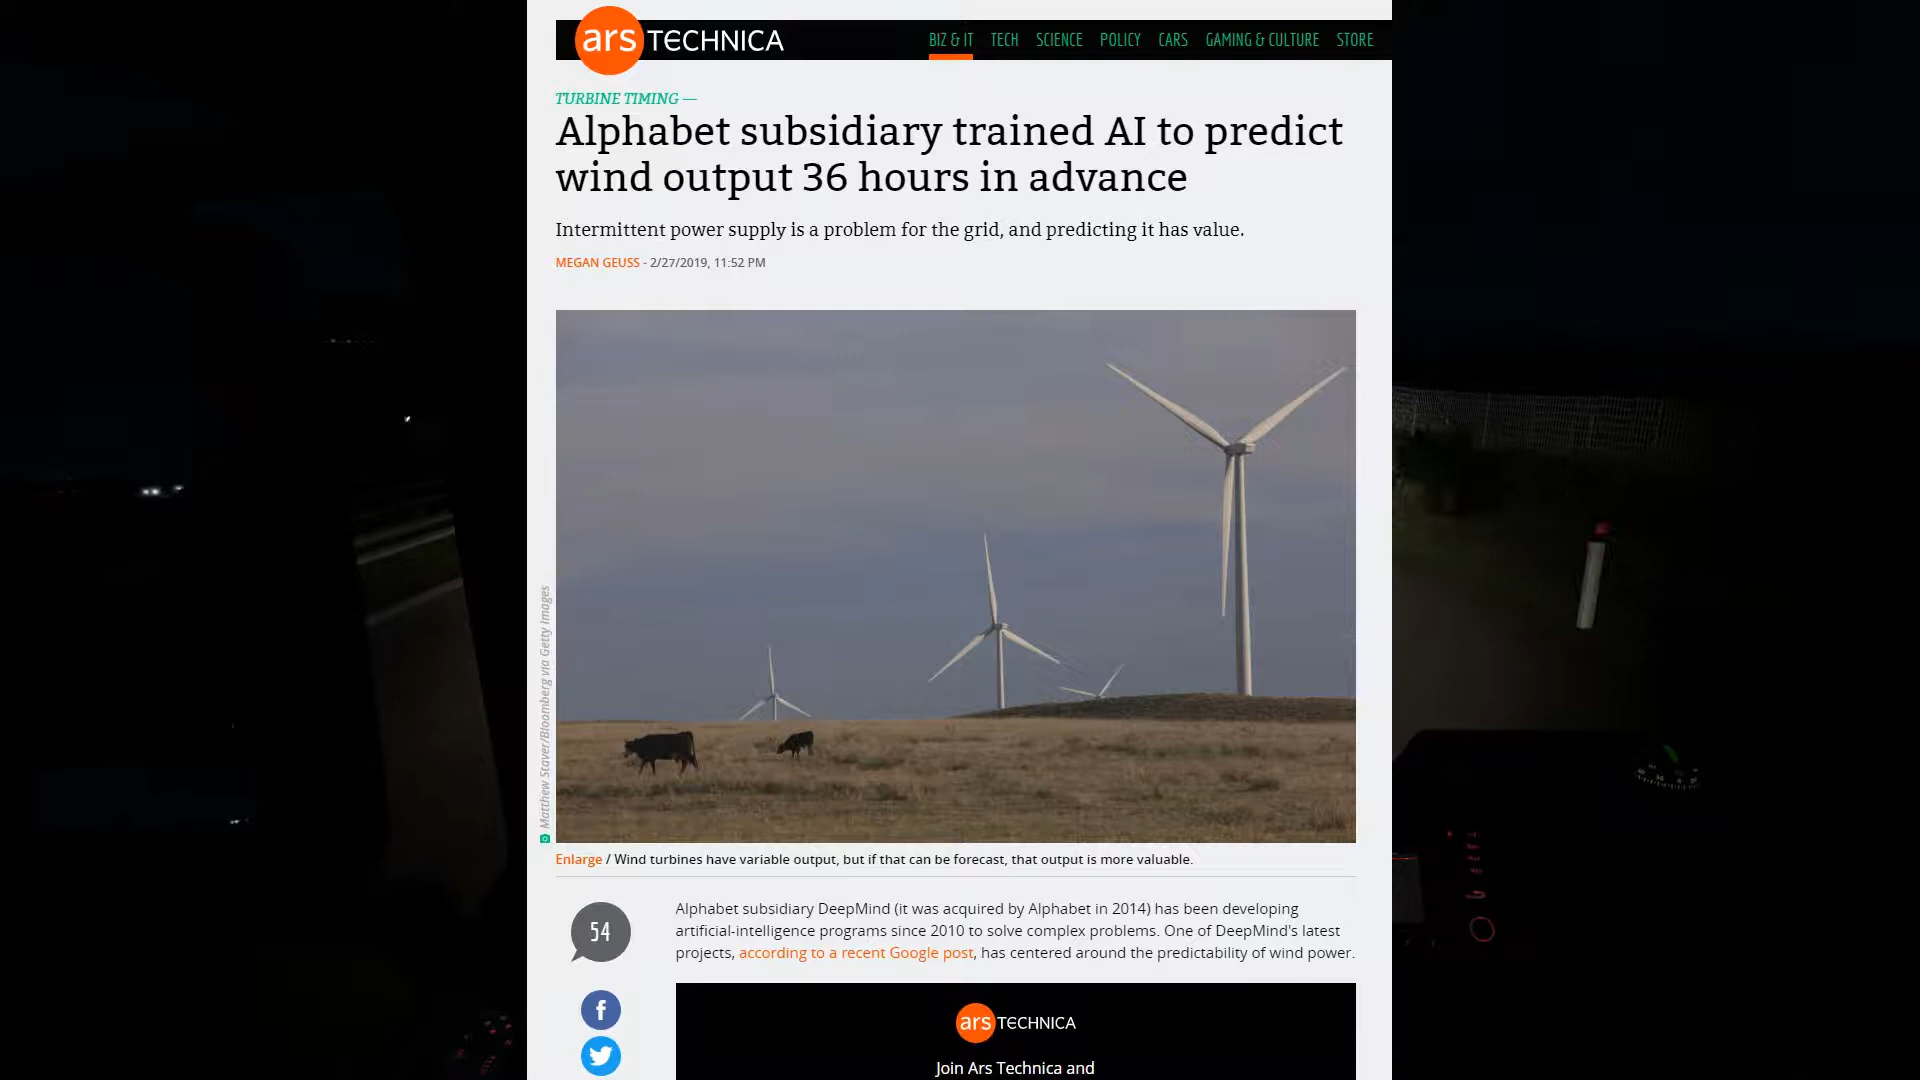 ars TECHNICA
BIZ & IT TECH SCIENCE POLICY CARS GAMING & CULTURE STORE
TURBINE TIMING —
Alphabet subsidiary trained AI to predict
wind output 36 hours in advance
Intermittent power supply is a problem for the grid, and predicting it has value.
MEGAN GEUSS - 2/27/2019, 11:52 PM
Matthew Staver/Bloomberg via Getty Images
Enlarge / Wind turbines have variable output, but if that can be forecast, that output is more valuable.
54
Alphabet subsidiary DeepMind (it was acquired by Alphabet in 2014) has been developing
artificial-intelligence programs since 2010 to solve complex problems. One of DeepMind's latest
projects, according to a recent Google post, has centered around the predictability of wind power.
ars TECHNICA
Join Ars Technica and